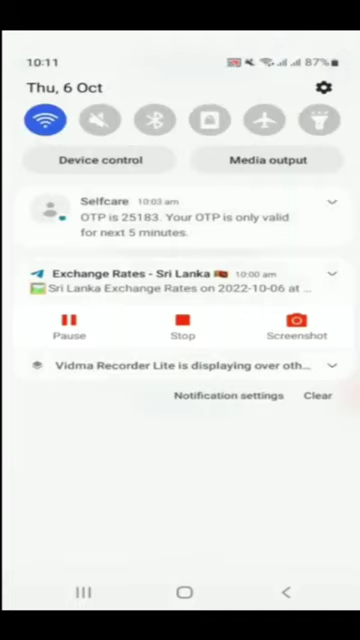 10:11
87%
Thu, 6 Oct
Device control
Media output
Selfcare 10:03 am
OTP is 25183. Your OTP is only valid
for next 5 minutes.
Exchange Rates - Sri Lanka 🇱🇰 10:00 am
Sri Lanka Exchange Rates on 2022-10-06 at ...
Pause
Stop
Screenshot
Vidma Recorder Lite is displaying over oth...
Notification settings
Clear